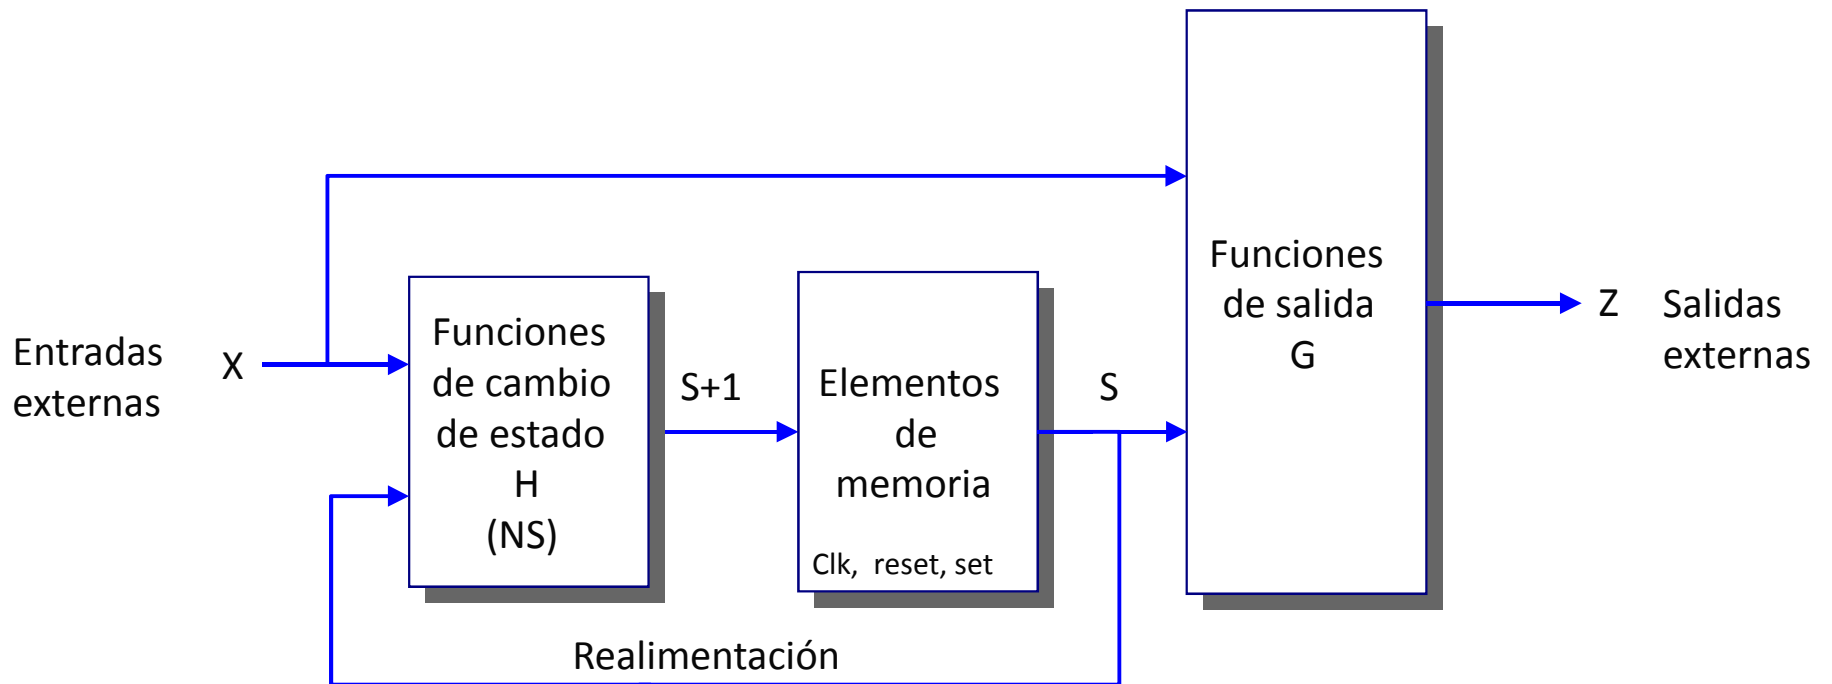 Entradas
externas
X
Funciones
de cambio
de estado
H
(NS)
S+1
Elementos
de
memoria
Clk, reset, set
S
Funciones
de salida
G
Z
Salidas
externas
Realimentación